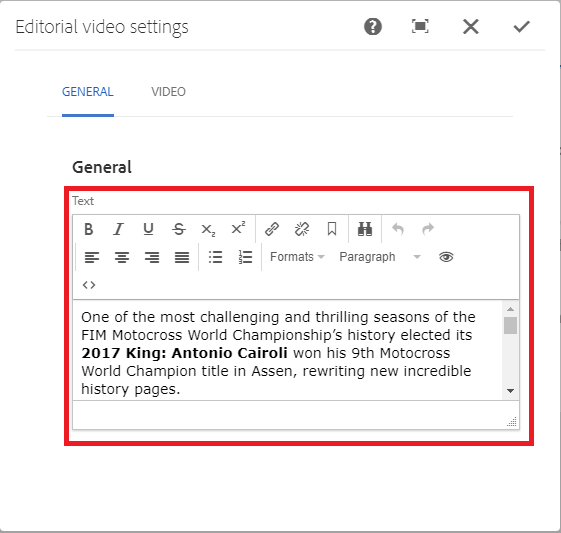 Editorial video settings
GENERAL VIDEO
General
Text
B I U S x₂ x²
Formats Paragraph
One of the most challenging and thrilling seasons of the
FIM Motocross World Championship’s history elected its
2017 King: Antonio Cairoli won his 9th Motocross
World Champion title in Assen, rewriting new incredible
history pages.